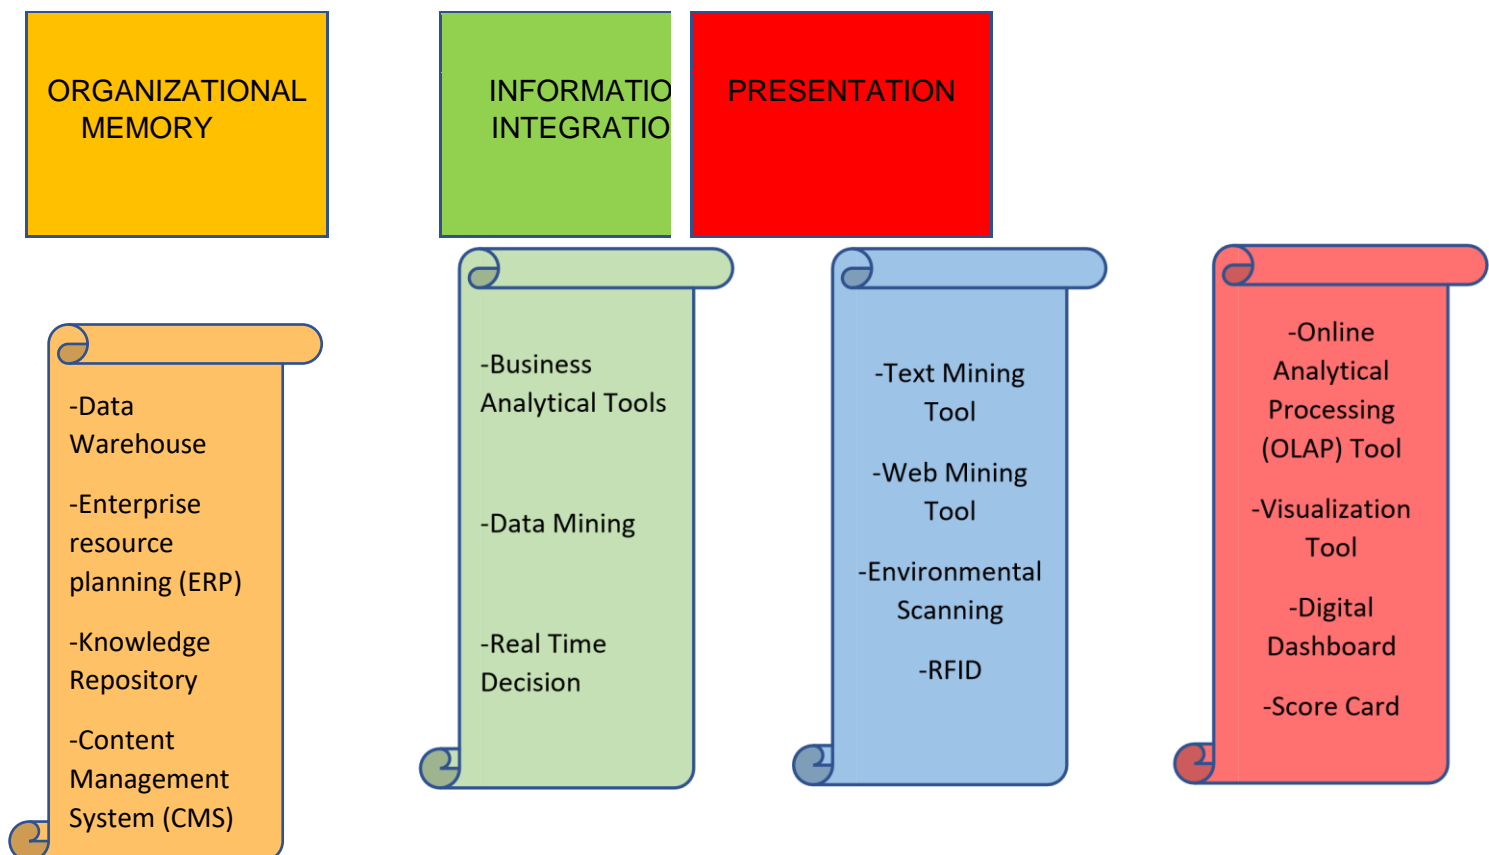 ORGANIZATIONAL
MEMORY
INFORMATIO
INTEGRATIO
PRESENTATION
-Data
Warehouse
-Enterprise
resource
planning (ERP)
-Knowledge
Repository
-Content
Management
System (CMS)
-Business
Analytical Tools
-Data Mining
-Real Time
Decision
-Text Mining
Tool
-Web Mining
Tool
-Environmental
Scanning
-RFID
-Online
Analytical
Processing
(OLAP) Tool
-Visualization
Tool
-Digital
Dashboard
-Score Card